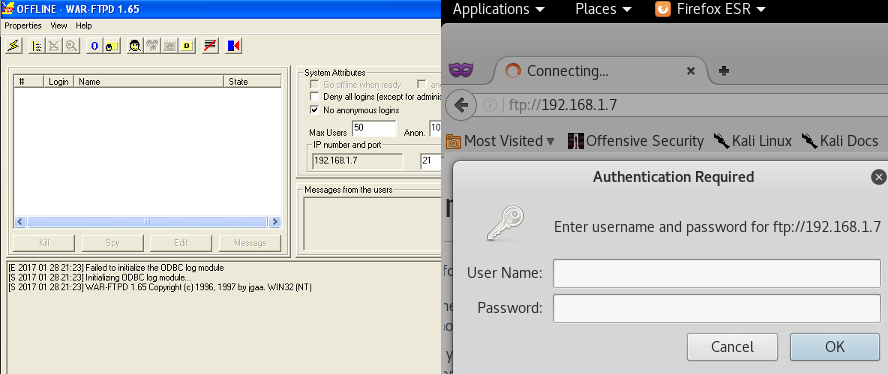 OFFLINE - WAR-FTPD 1.65
Properties View Help
# Login Name State
System Attributes
Go offline when ready
Deny all logins (except for adminis
No anonymous logins
Max Users 50 Anon. 10
IP number and port
192.168.1.7 21
Messages from the users
Kill Spy Edit Message
[E 2017 01 28 21:23] Failed to initialize the ODBC log module
[S 2017 01 28 21:23] Initializing ODBC log module...
[S 2017 01 28 21:23] WAR-FTPD 1.65 Copyright (c) 1996, 1997 by jgaa. WIN32 (NT)
Applications Places Firefox ESR
Connecting...
ftp://192.168.1.7
Most Visited Offensive Security Kali Linux Kali Docs
Authentication Required
Enter username and password for ftp://192.168.1.7
User Name:
Password:
Cancel OK